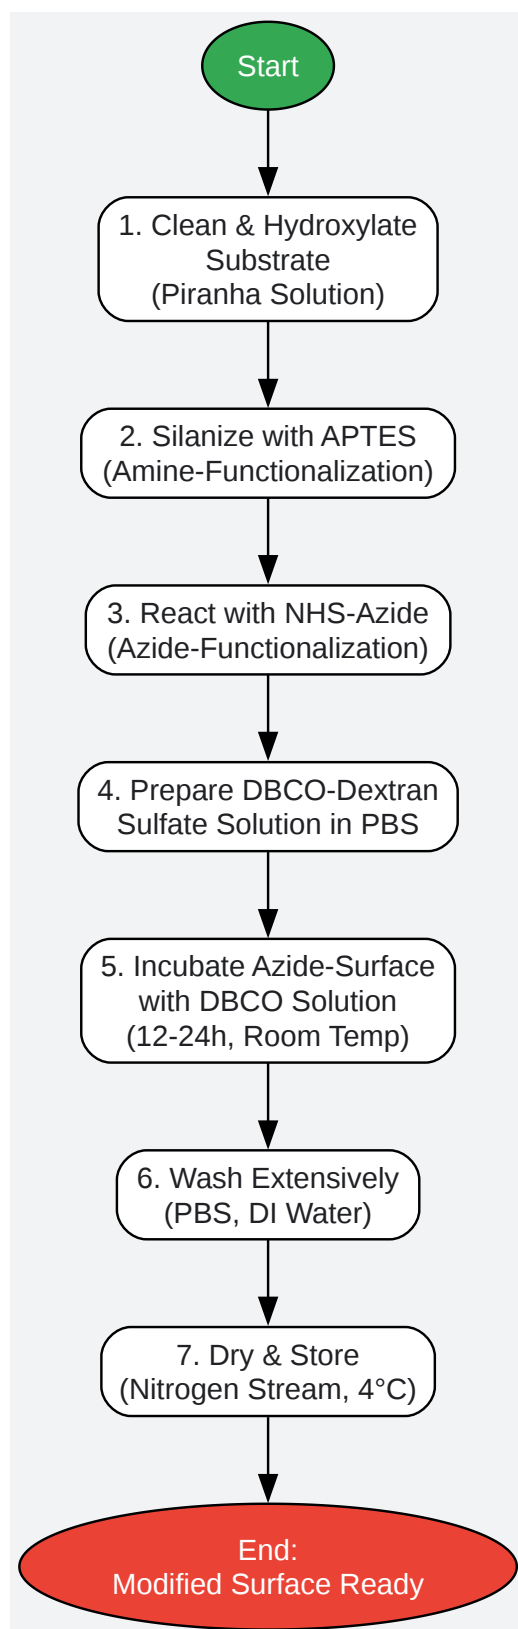 Start
1. Clean & Hydroxylate
Substrate
(Piranha Solution)
2. Silanize with APTES
(Amine-Functionalization)
3. React with NHS-Azide
(Azide-Functionalization)
4. Prepare DBCO-Dextran
Sulfate Solution in PBS
5. Incubate Azide-Surface
with DBCO Solution
(12-24h, Room Temp)
6. Wash Extensively
(PBS, DI Water)
7. Dry & Store
(Nitrogen Stream, 4°C)
End:
Modified Surface Ready